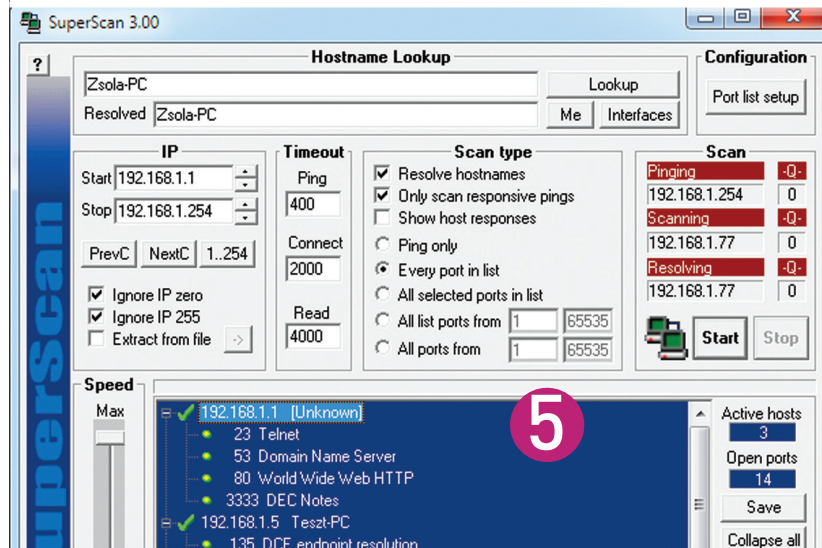 SuperScan 3.00
Hostname Lookup
Zsola-PC
Lookup
Resolved Zsola-PC
Me
Interfaces
Configuration
Port list setup
?
IP
Start 192.168.1.1
Stop 192.168.1.254
PrevC
NextC
1..254
Ignore IP zero
Ignore IP 255
Extract from file
->
Timeout
Ping
400
Connect
2000
Read
4000
Scan type
Resolve hostnames
Only scan responsive pings
Show host responses
Ping only
Every port in list
All selected ports in list
All list ports from 1 65535
All ports from 1 65535
Scan
Pinging -Q-
192.168.1.254 0
Scanning -Q-
192.168.1.77 0
Resolving -Q-
192.168.1.77 0
Start
Stop
Speed
Max
192.168.1.1 [Unknown]
23 Telnet
53 Domain Name Server
80 World Wide Web HTTP
3333 DEC Notes
192.168.1.5 Teszt-PC
135 DCE endpoint resolution
5
Active hosts
3
Open ports
14
Save
Collapse all
uperScan